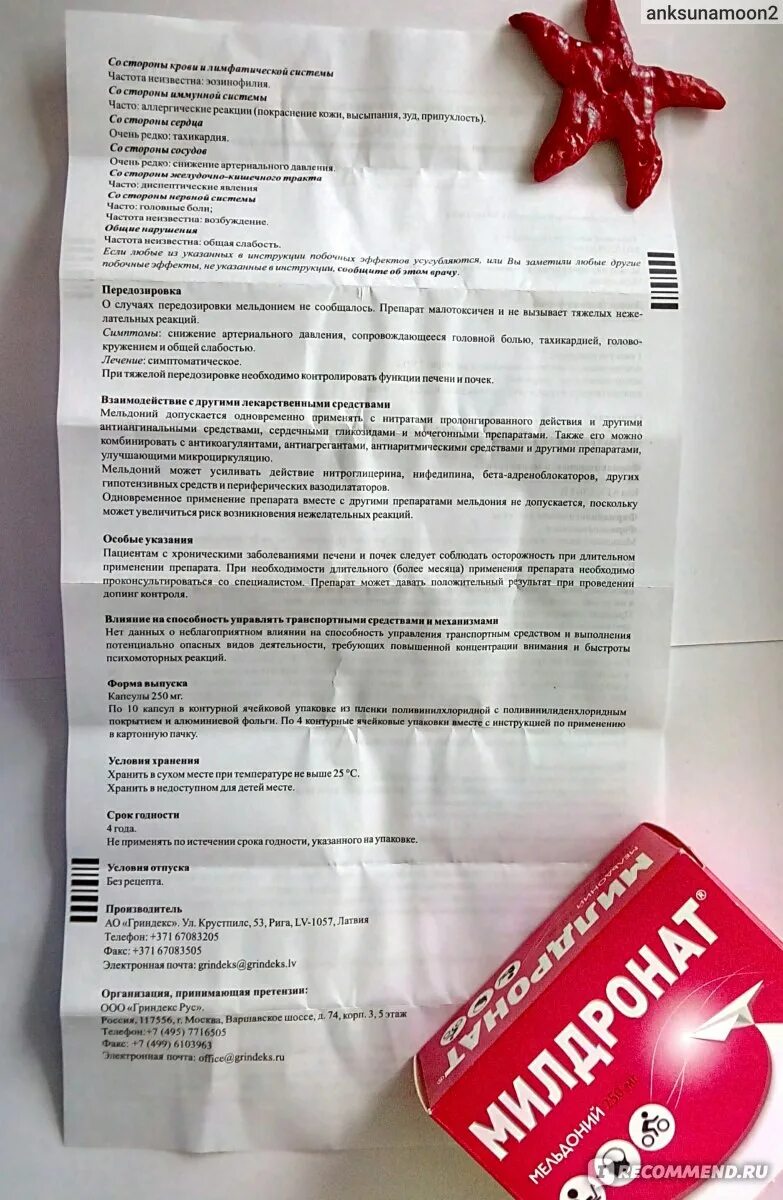 anksunamoon2
Со стороны крови и лимфатической системы
Частота неизвестна: эозинофилия.
Со стороны иммунной системы
Часто: аллергические реакции (покраснение кожи, высыпания, зуд, припухлость).
Со стороны сердца
Очень редко: тахикардия.
Со стороны сосудов
Очень редко: снижение артериального давления.
Со стороны желудочно-кишечного тракта
Часто: диспептические явления
Со стороны нервной системы
Часто: головные боли;
Частота неизвестна: возбуждение.
Общие нарушения
Частота неизвестна: общая слабость.
Если любые из указанных в инструкции побочных эффектов усугубляются, или Вы заметили любые другие
побочные эффекты, не указанные в инструкции, сообщите об этом врачу.
Передозировка
О случаях передозировки мельдонием не сообщалось. Препарат малотоксичен и не вызывает тяжелых неже-
лательных реакций.
Симптомы: снижение артериального давления, сопровождающееся головной болью, тахикардией, голово-
кружением и общей слабостью.
Лечение: симптоматическое.
При тяжелой передозировке необходимо контролировать функции печени и почек.
Взаимодействие с другими лекарственными средствами
Мельдоний допускается одновременно применять с нитратами пролонгированного действия и другими
антиангинальными средствами, сердечными гликозидами и мочегонными препаратами. Также его можно
комбинировать с антикоагулянтами, антиагрегантами, антиаритмическими средствами и другими препаратами,
улучшающими микроциркуляцию.
Мельдоний может усиливать действие нитроглицерина, нифедипина, бета-адреноблокаторов, других
гипотензивных средств и периферических вазодилататоров.
Одновременное применение препарата вместе с другими препаратами мельдония не допускается, поскольку
может увеличиться риск возникновения нежелательных реакций.
Особые указания
Пациентам с хроническими заболеваниями печени и почек следует соблюдать осторожность при длительном
применении препарата. При необходимости длительного (более месяца) применения препарата необходимо
проконсультироваться со специалистом. Препарат может давать положительный результат при проведении
допинг контроля.
Влияние на способность управлять транспортными средствами и механизмами
Нет данных о неблагоприятном влиянии на способность управления транспортным средством и выполнения
потенциально опасных видов деятельности, требующих повышенной концентрации внимания и быстроты
психомоторных реакций.
Форма выпуска
Капсулы 250 мг.
По 10 капсул в контурной ячейковой упаковке из пленки поливинилхлоридной с поливинилиденхлоридным
покрытием и алюминиевой фольги. По 4 контурные ячейковые упаковки вместе с инструкцией по применению
в картонную пачку.
Условия хранения
Хранить в сухом месте при температуре не выше 25 °C.
Хранить в недоступном для детей месте.
Срок годности
4 года.
Не применять по истечении срока годности, указанного на упаковке.
Условия отпуска
Без рецепта.
Производитель
АО «Гриндекс». Ул. Крустпилс, 53, Рига, LV-1057, Латвия
Телефон: +371 67083205
Факс: +371 67083505
Электронная почта: grindeks@grindeks.lv
Организация, принимающая претензии:
ООО «Гриндекс Рус».
Россия, 117556, г. Москва, Варшавское шоссе, д. 74, корп. 3, 5 этаж
Телефон:+7 (495) 7716505
Факс: +7 (499) 6103963
Электронная почта: office@grindeks.ru
МЕЛЬДОНИЙ
МИЛДРОНАТ
МИЛДРОНАТ®
МЕЛЬДОНИЙ 250 мг
IRECOMMEND.RU